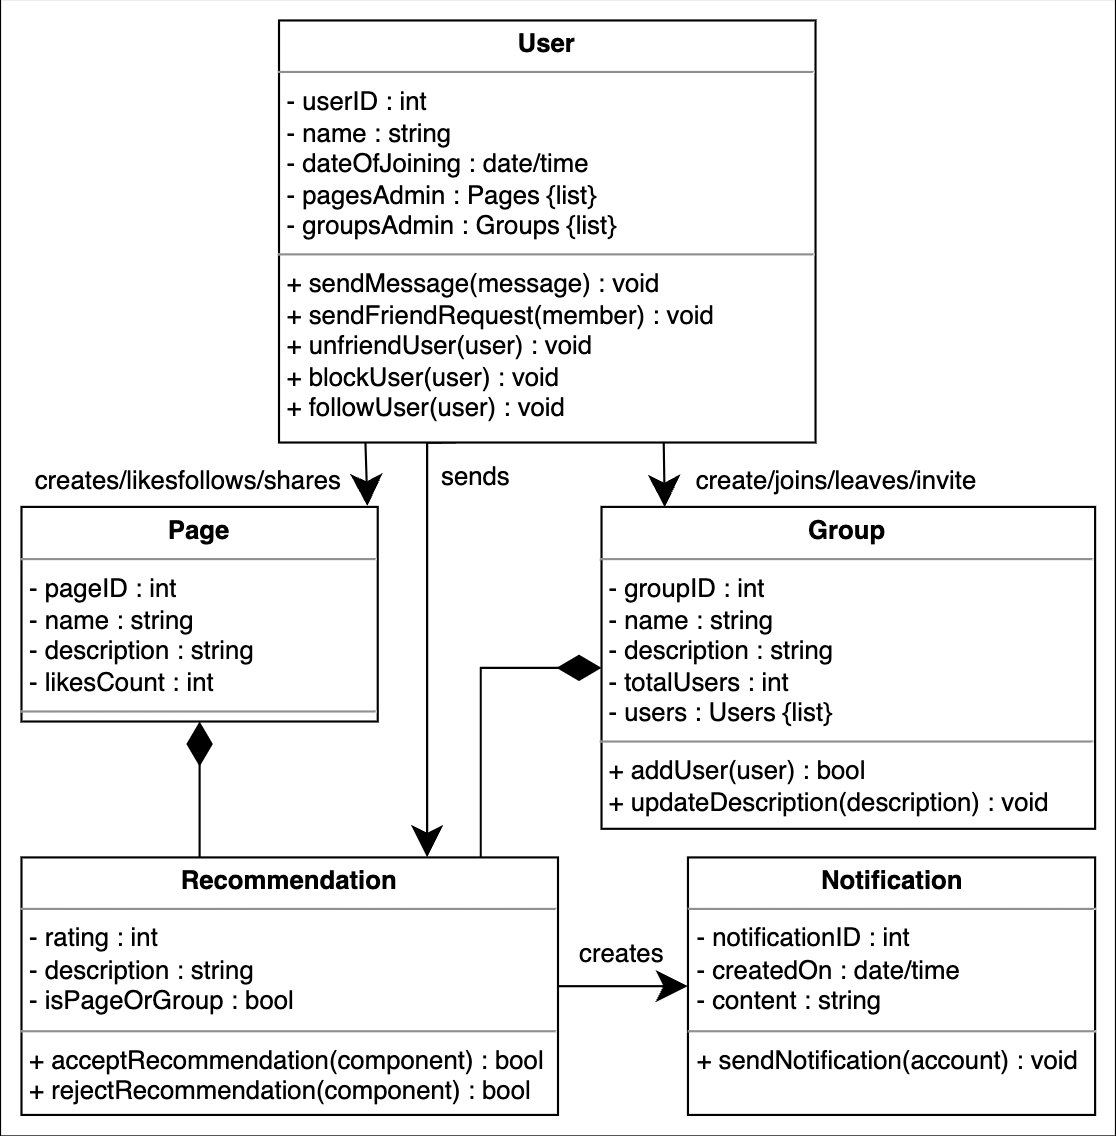 User
- userID : int
- name : string
- dateOfJoining : date/time
- pagesAdmin : Pages {list}
- groupsAdmin : Groups {list}
+ sendMessage(message) : void
+ sendFriendRequest(member) : void
+ unfriendUser(user) : void
+ blockUser(user) : void
+ followUser(user) : void
creates/likesfollows/shares
sends
create/joins/leaves/invite
Page
- pageID : int
- name : string
- description : string
- likesCount : int
Group
- groupID : int
- name : string
- description : string
- totalUsers : int
- users : Users {list}
+ addUser(user) : bool
+ updateDescription(description) : void
Recommendation
- rating : int
- description : string
- isPageOrGroup : bool
+ acceptRecommendation(component) : bool
+ rejectRecommendation(component) : bool
creates
Notification
- notificationID : int
- createdOn : date/time
- content : string
+ sendNotification(account) : void